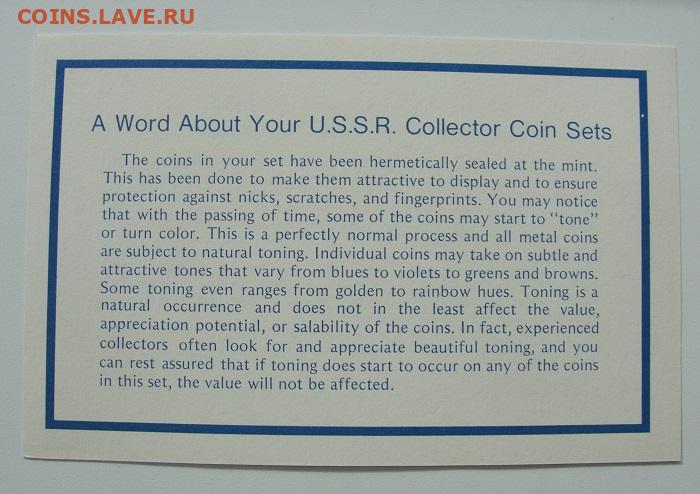 COINS.LAVE.RU
A Word About Your U.S.S.R. Collector Coin Sets
The coins in your set have been hermetically sealed at the mint.
This has been done to make them attractive to display and to ensure
protection against nicks, scratches, and fingerprints. You may notice
that with the passing of time, some of the coins may start to “tone”
or turn color. This is a perfectly normal process and all metal coins
are subject to natural toning. Individual coins may take on subtle and
attractive tones that vary from blues to violets to greens and browns.
Some toning even ranges from golden to rainbow hues. Toning is a
natural occurrence and does not in the least affect the value,
appreciation potential, or salability of the coins. In fact, experienced
collectors often look for and appreciate beautiful toning, and you
can rest assured that if toning does start to occur on any of the coins
in this set, the value will not be affected.